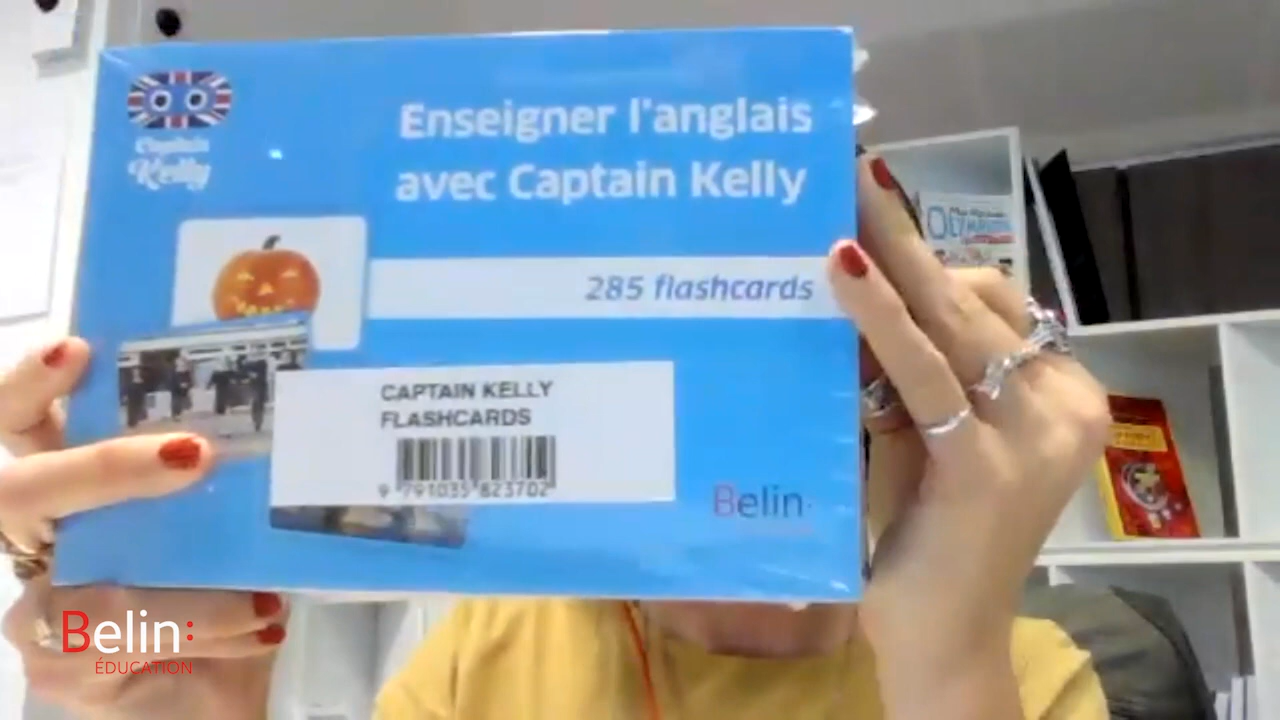 Captain
Kelly
Enseigner l'anglais
avec Captain Kelly
285 flashcards
CAPTAIN KELLY
FLASHCARDS
9 791035 823702
Belin:
Belin:
ÉDUCATION